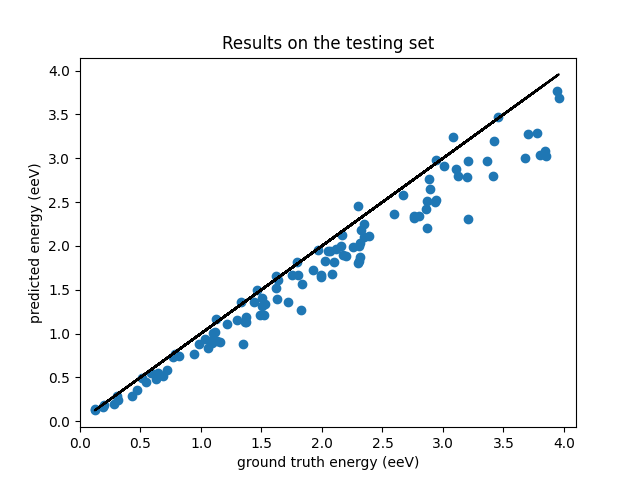 Results on the testing set
predicted energy (eeV)
4.0
3.5
3.0
2.5
2.0
1.5
1.0
0.5
0.0
0.0 0.5 1.0 1.5 2.0 2.5 3.0 3.5 4.0
ground truth energy (eeV)